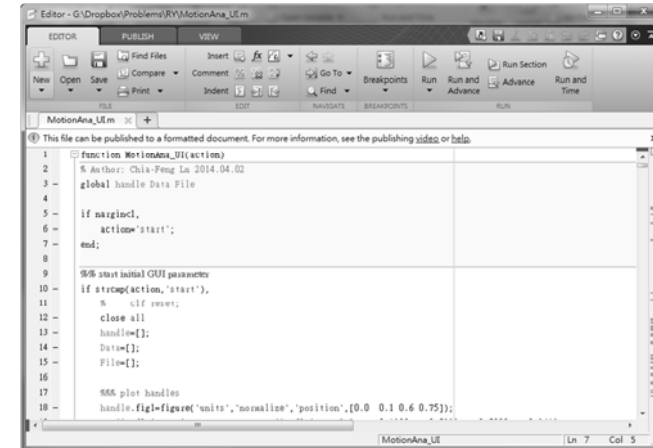 Editor - G:\Dropbox\Problems\RY\MotionAna_UI.m
EDITOR PUBLISH VIEW
New Open Save Find Files Compare Print
Insert fx Comment Indent
Go To Find
Breakpoints Run Run and Advance Run Section Advance Run and Time
FILE EDIT NAVIGATE BREAKPOINTS RUN
MotionAna_UI.m × +
This file can be published to a formatted document. For more information, see the publishing video or help.
1 function MotionAna_UI(action)
2 % Author: Chia-Feng Lu 2014.04.02
3 – global handle Data File
4
5 – if nargin<1,
6 – action='start';
7 – end;
8
9 %% start initial GUI parameter
10 – if strcmp(action,'start'),
11 % clf reset;
12 – close all
13 – handle=[];
14 – Data=[];
15 – File=[];
16
17 %%% plot handles
18 – handle.fig1=figure('units','normalize','position',[0.0 0.1 0.6 0.75]);
MotionAna_UI Ln 7 Col 5